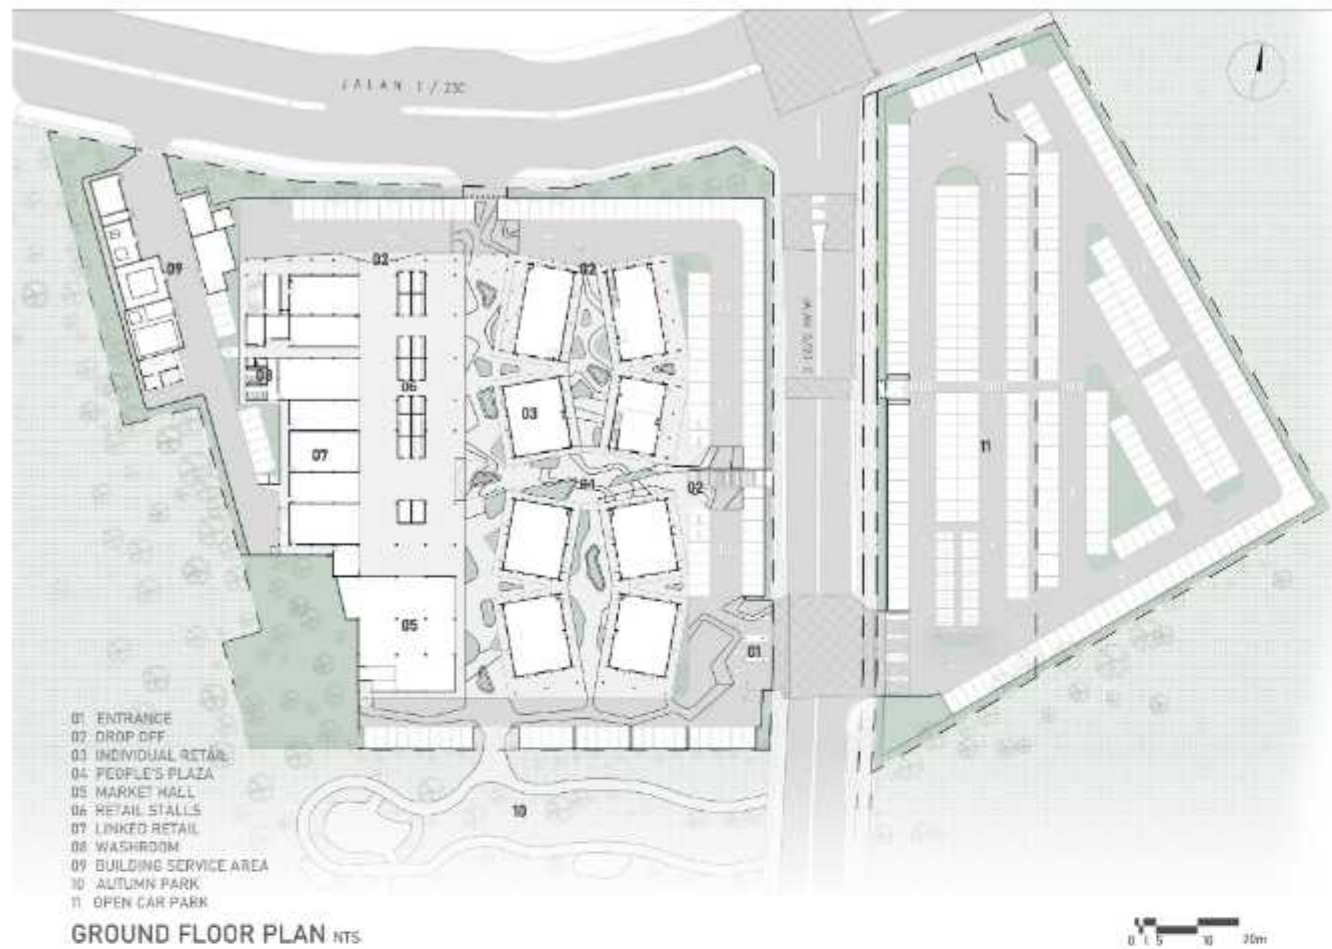 JALAN 1 / 23C
09
02
02
08
06
03
07
04
02
11
05
01
10
01 ENTRANCE
02 DROP OFF
03 INDIVIDUAL RETAIL
04 PEOPLE'S PLAZA
05 MARKET HALL
06 RETAIL STALLS
07 LINKED RETAIL
08 WASHROOM
09 BUILDING SERVICE AREA
10 AUTUMN PARK
11 OPEN CAR PARK
GROUND FLOOR PLAN NTS
0 1 5 10 20m